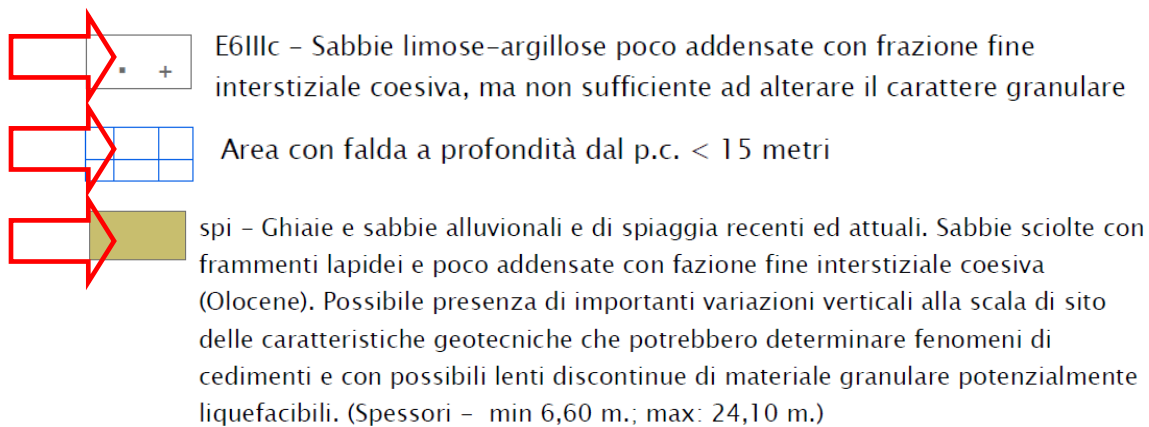 E6IIIc – Sabbie limose-argillose poco addensate con frazione fine
interstiziale coesiva, ma non sufficiente ad alterare il carattere granulare
Area con falda a profondità dal p.c. < 15 metri
spi – Ghiaie e sabbie alluvionali e di spiaggia recenti ed attuali. Sabbie sciolte con
frammenti lapidei e poco addensate con fazione fine interstiziale coesiva
(Olocene). Possibile presenza di importanti variazioni verticali alla scala di sito
delle caratteristiche geotecniche che potrebbero determinare fenomeni di
cedimenti e con possibili lenti discontinue di materiale granulare potenzialmente
liquefacibili. (Spessori – min 6,60 m.; max: 24,10 m.)